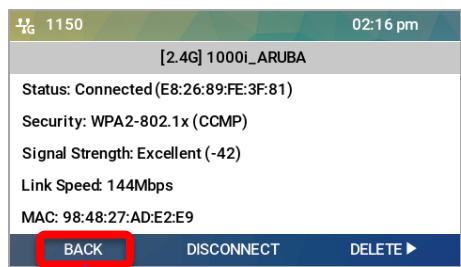 G 1150 02:16 pm
[2.4G] 1000i_ARUBA
Status: Connected (E8:26:89:FE:3F:81)
Security: WPA2-802.1x (CCMP)
Signal Strength: Excellent (-42)
Link Speed: 144Mbps
MAC: 98:48:27:AD:E2:E9
BACK DISCONNECT DELETE